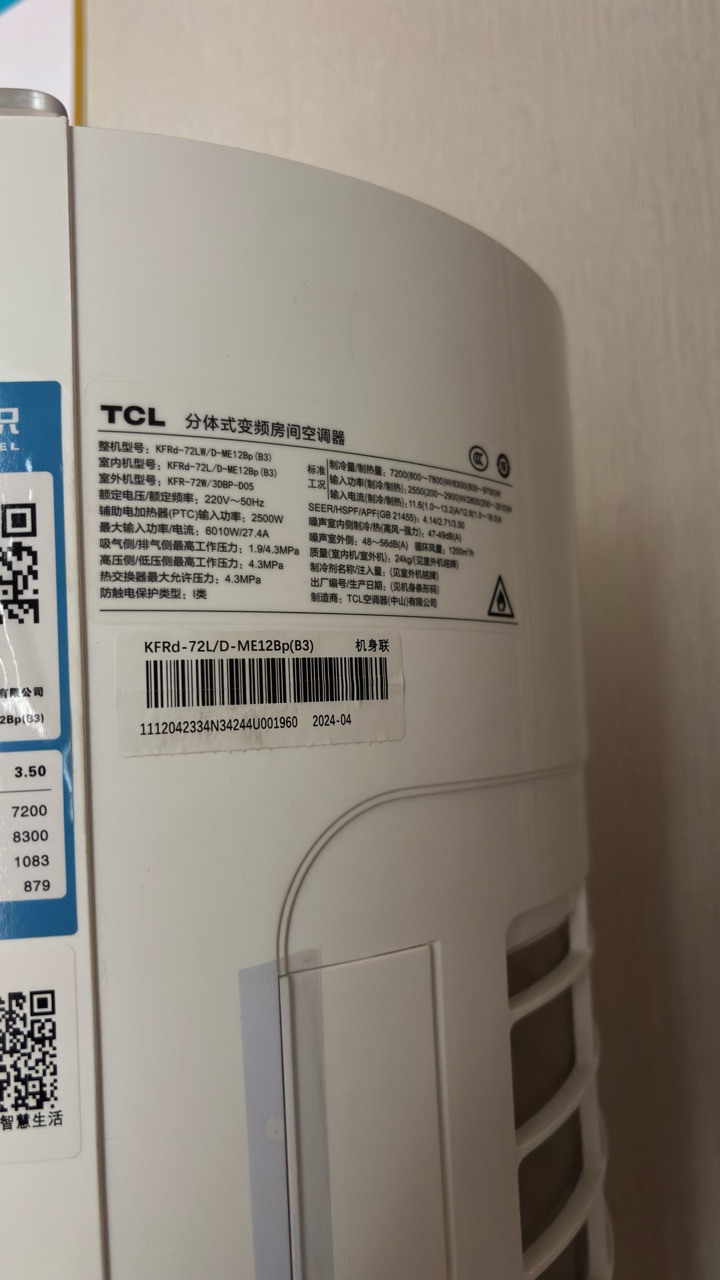 TCL 分体式变频房间空调器
整机型号：KFRd-72LW/D-ME12Bp(B3)
室内机型号：KFRd-72L/D-ME12Bp(B3)
室外机型号：KFR-72W/3DBP-D05
额定电压/额定频率：220V～50Hz
辅助电加热器(PTC)输入功率：2500W
最大输入功率/电流：6010W/27.4A
吸气侧/排气侧最高工作压力：1.9/4.3MPa
高压侧/低压侧最高工作压力：4.3MPa
热交换器最大允许压力：4.3MPa
防触电保护类型：I类
标准工况
制冷量/制热量：7200(800～7800)W/8300(800～9700)W
输入功率(制冷/制热)：2550(200～2900)W/2800(200～
输入电流(制冷/制热)：11.6(1.0～13.2)A/12.8(1.0～
SEER/HSPF/APF(GB 21455)：4.14/2.71/3.50
噪声室内侧制冷/热(高风-强力)：47-49dB(A)
噪声室外侧：48～56dB(A) 循环风量：1200m³/h
质量(室内机/室外机)：24kg/(见室外机铭牌)
制冷剂名称/注入量：(见室外机铭牌)
出厂编号/生产日期：(见机身条形码)
制造商：TCL空调器(中山)有限公司
KFRd-72L/D-ME12Bp(B3) 机身联
1112042334N34244U001960 2024-04
识
EL
有限公司
2Bp(B3)
3.50
7200
8300
1083
879
智慧生活